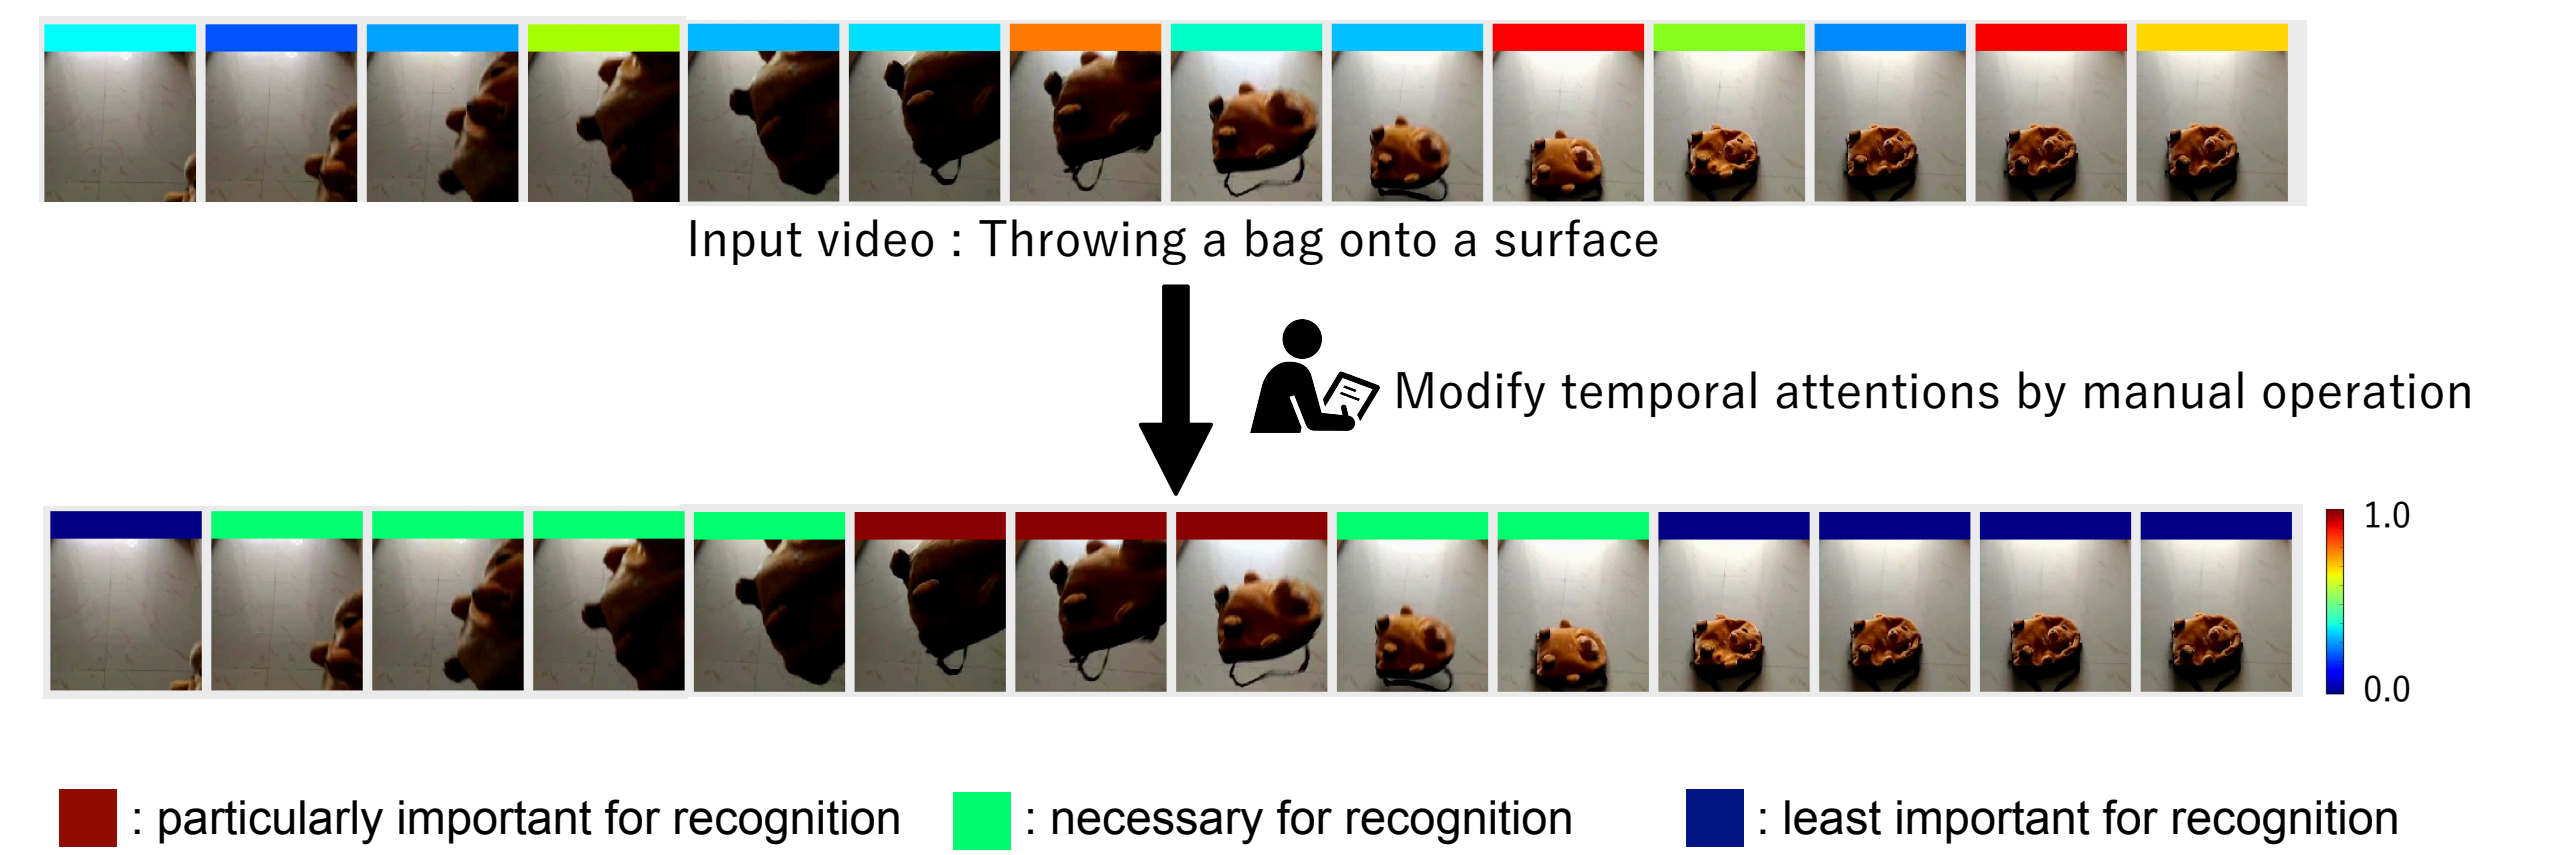 Input video : Throwing a bag onto a surface
Modify temporal attentions by manual operation
1.0
0.0
: particularly important for recognition
: necessary for recognition
: least important for recognition